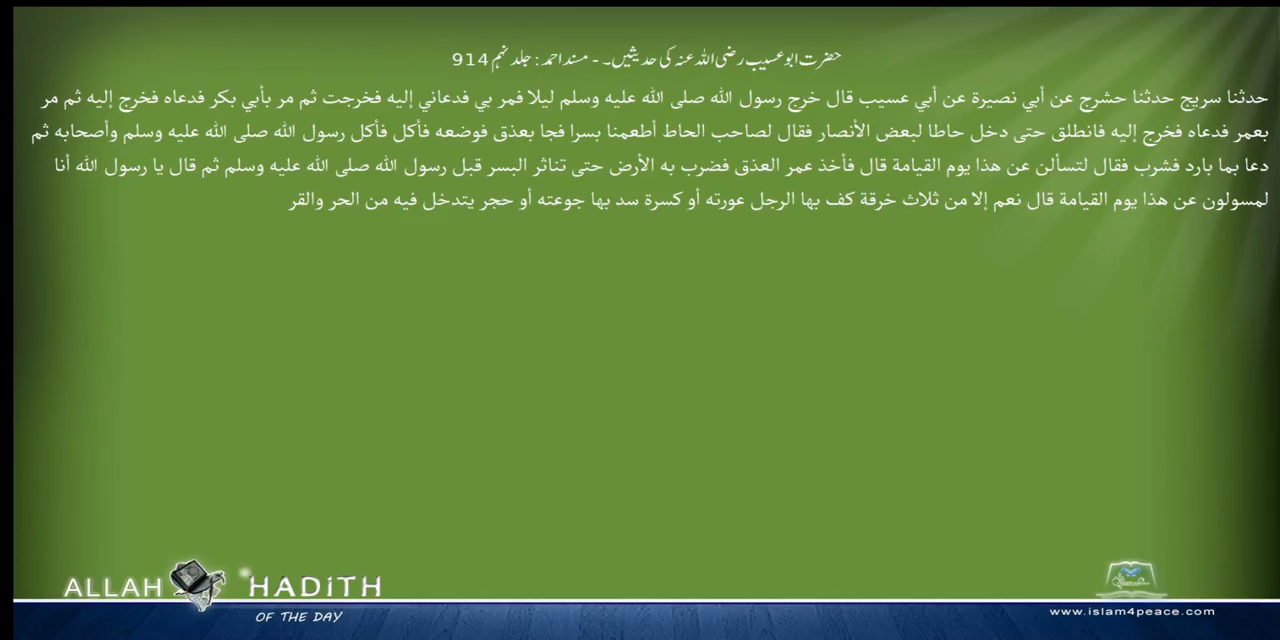 حضرت ابوعسیب رضی اللہ عنہ کی حدیثیں۔ - مسند احمد : جلد نہم 914
حدثنا سريج حدثنا حشرج عن أبي نصيرة عن أبي عسيب قال خرج رسول الله صلى الله عليه وسلم ليلا فمر بي فدعاني إليه فخرجت ثم مر بأبي بكر فدعاه فخرج إليه ثم مر
بعمر فدعاه فخرج إليه فانطلق حتى دخل حاطا لبعض الأنصار فقال لصاحب الحاط أطعمنا بسرا فجا بعذق فوضعه فأكل فأكل رسول الله صلى الله عليه وسلم وأصحابه ثم
دعا بما بارد فشرب فقال لتسألن عن هذا يوم القيامة قال فأخذ عمر العذق فضرب به الأرض حتى تناثر البسر قبل رسول الله صلى الله عليه وسلم ثم قال يا رسول الله أنا
لمسولون عن هذا يوم القيامة قال نعم إلا من ثلاث خرقة كف بها الرجل عورته أو كسرة سد بها جوعته أو حجر يتدخل فيه من الحر والقر
ALLAH HADITH
OF THE DAY
www.islam4peace.com